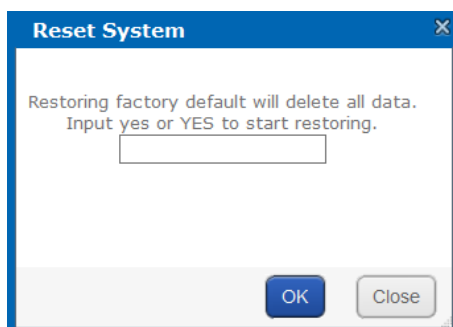 Reset System
Restoring factory default will delete all data.
Input yes or YES to start restoring.
OK
Close